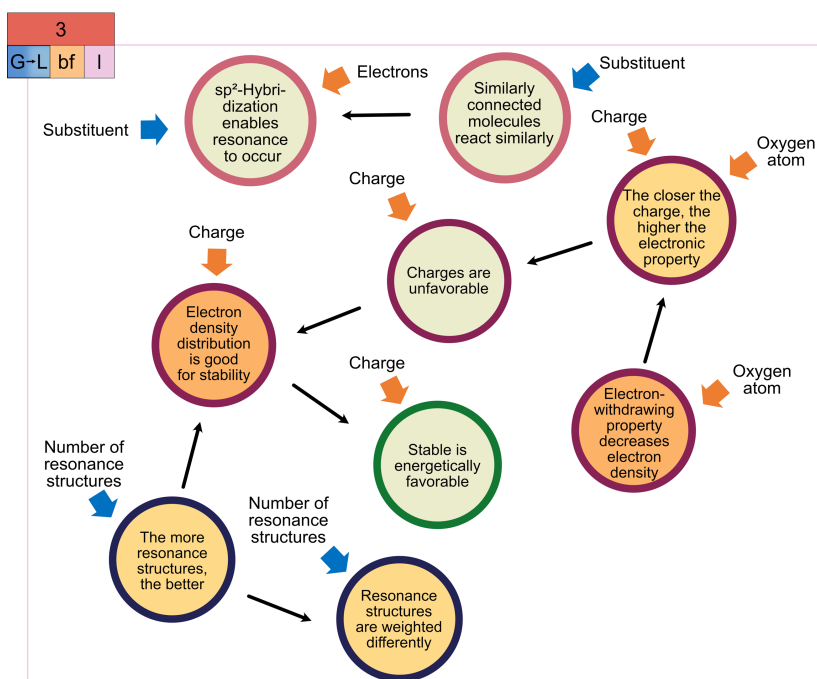 3
G→L bf I
sp²-Hybri-
dization
enables
resonance
to occur
Electrons
Substituent
Similarly
connected
molecules
react similarly
Substituent
Charge
Oxygen
atom
The closer the
charge, the
higher the
electronic
property
Charge
Charges are
unfavorable
Charge
Electron
density
distribution
is good
for stability
Charge
Stable is
energetically
favorable
Oxygen
atom
Electron-
withdrawing
property
decreases
electron
density
Number of
resonance
structures
The more
resonance
structures,
the better
Number of
resonance
structures
Resonance
structures
are weighted
differently